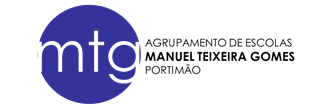 mtg
AGRUPAMENTO DE ESCOLAS
MANUEL TEIXEIRA GOMES
PORTIMÃO